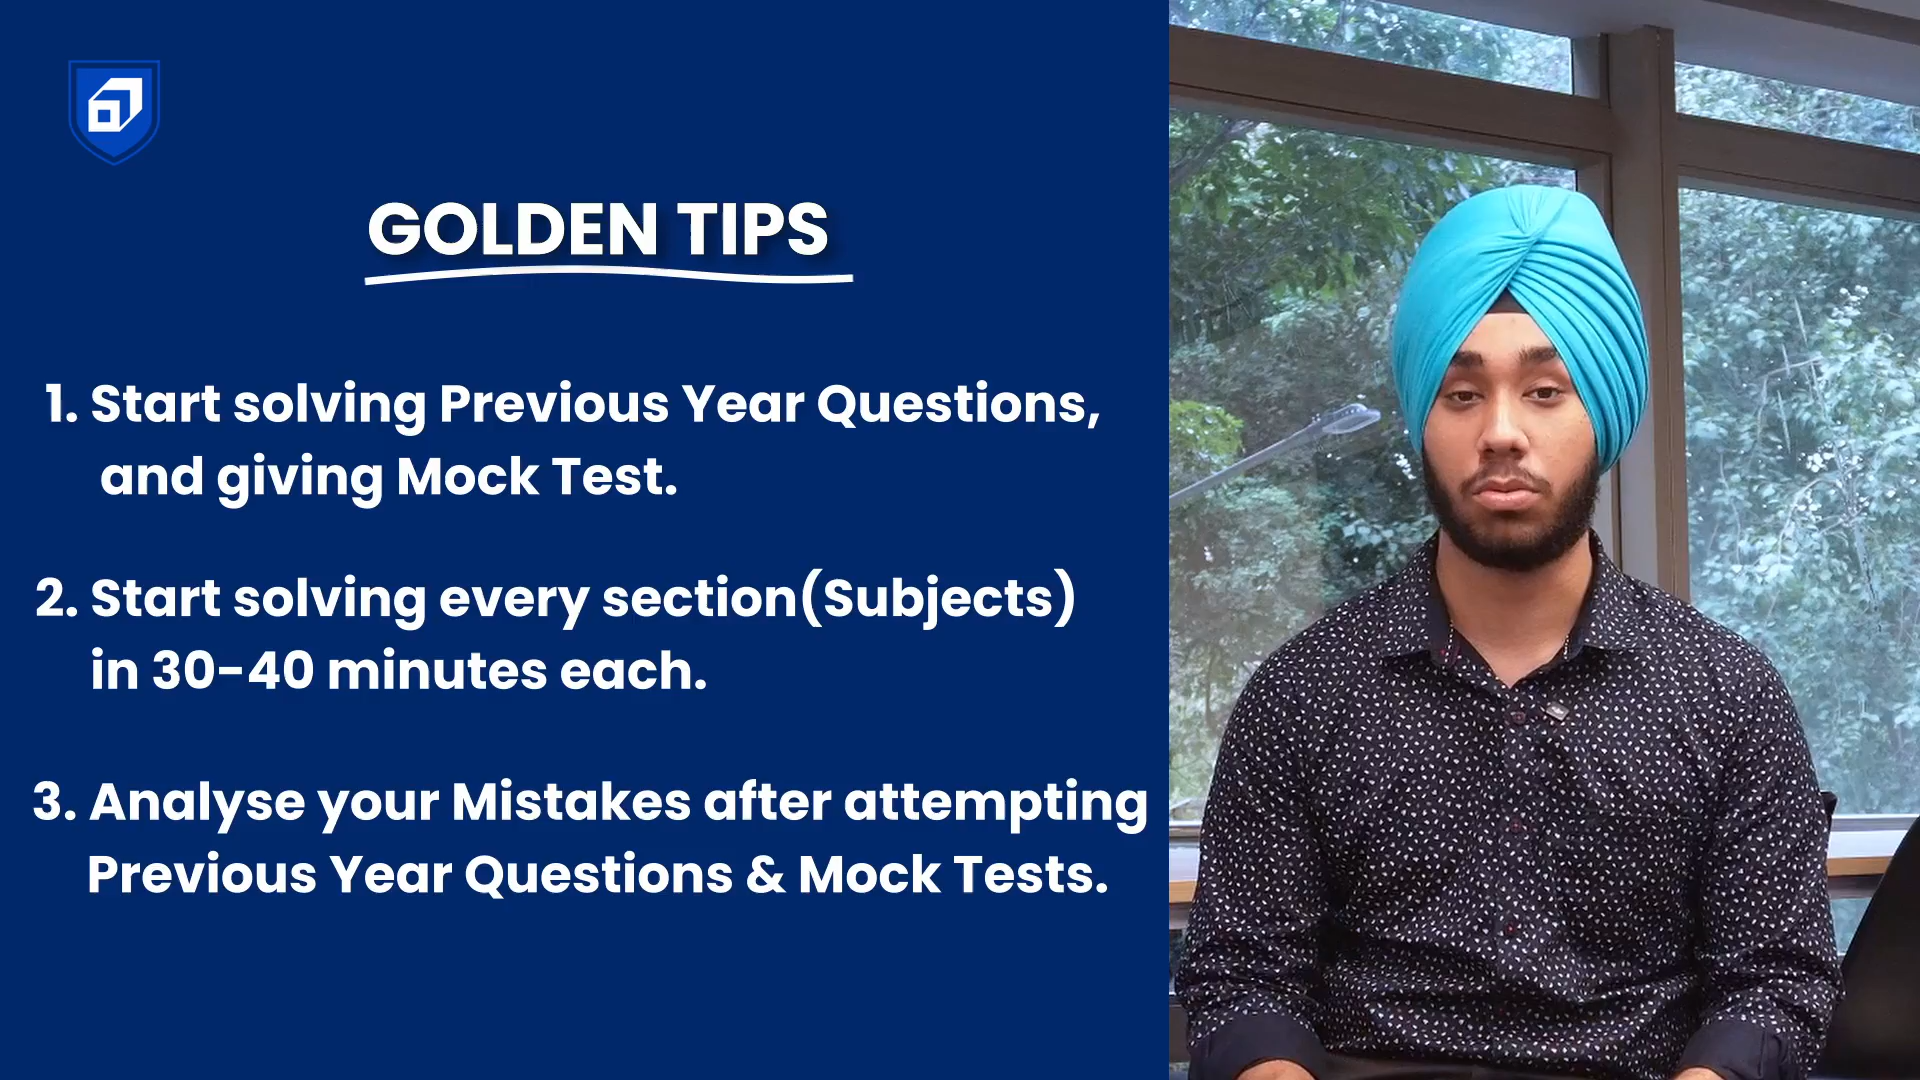 GOLDEN TIPS
1. Start solving Previous Year Questions,
and giving Mock Test.
2. Start solving every section(Subjects)
in 30-40 minutes each.
3. Analyse your Mistakes after attempting
Previous Year Questions & Mock Tests.